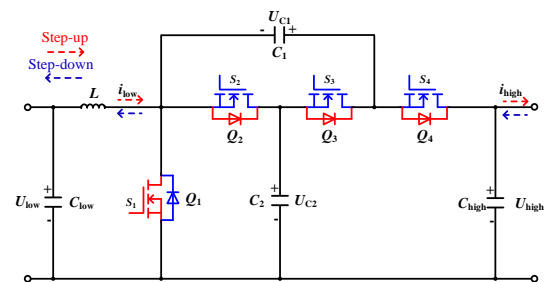 Step-up
Step-down
U_C1
+
-
C_1
L
i_low
S_2
S_3
S_4
i_high
Q_2
Q_3
Q_4
+
U_low
C_low
-
S_1
Q_1
+
C_2
U_C2
-
+
C_high
U_high
-